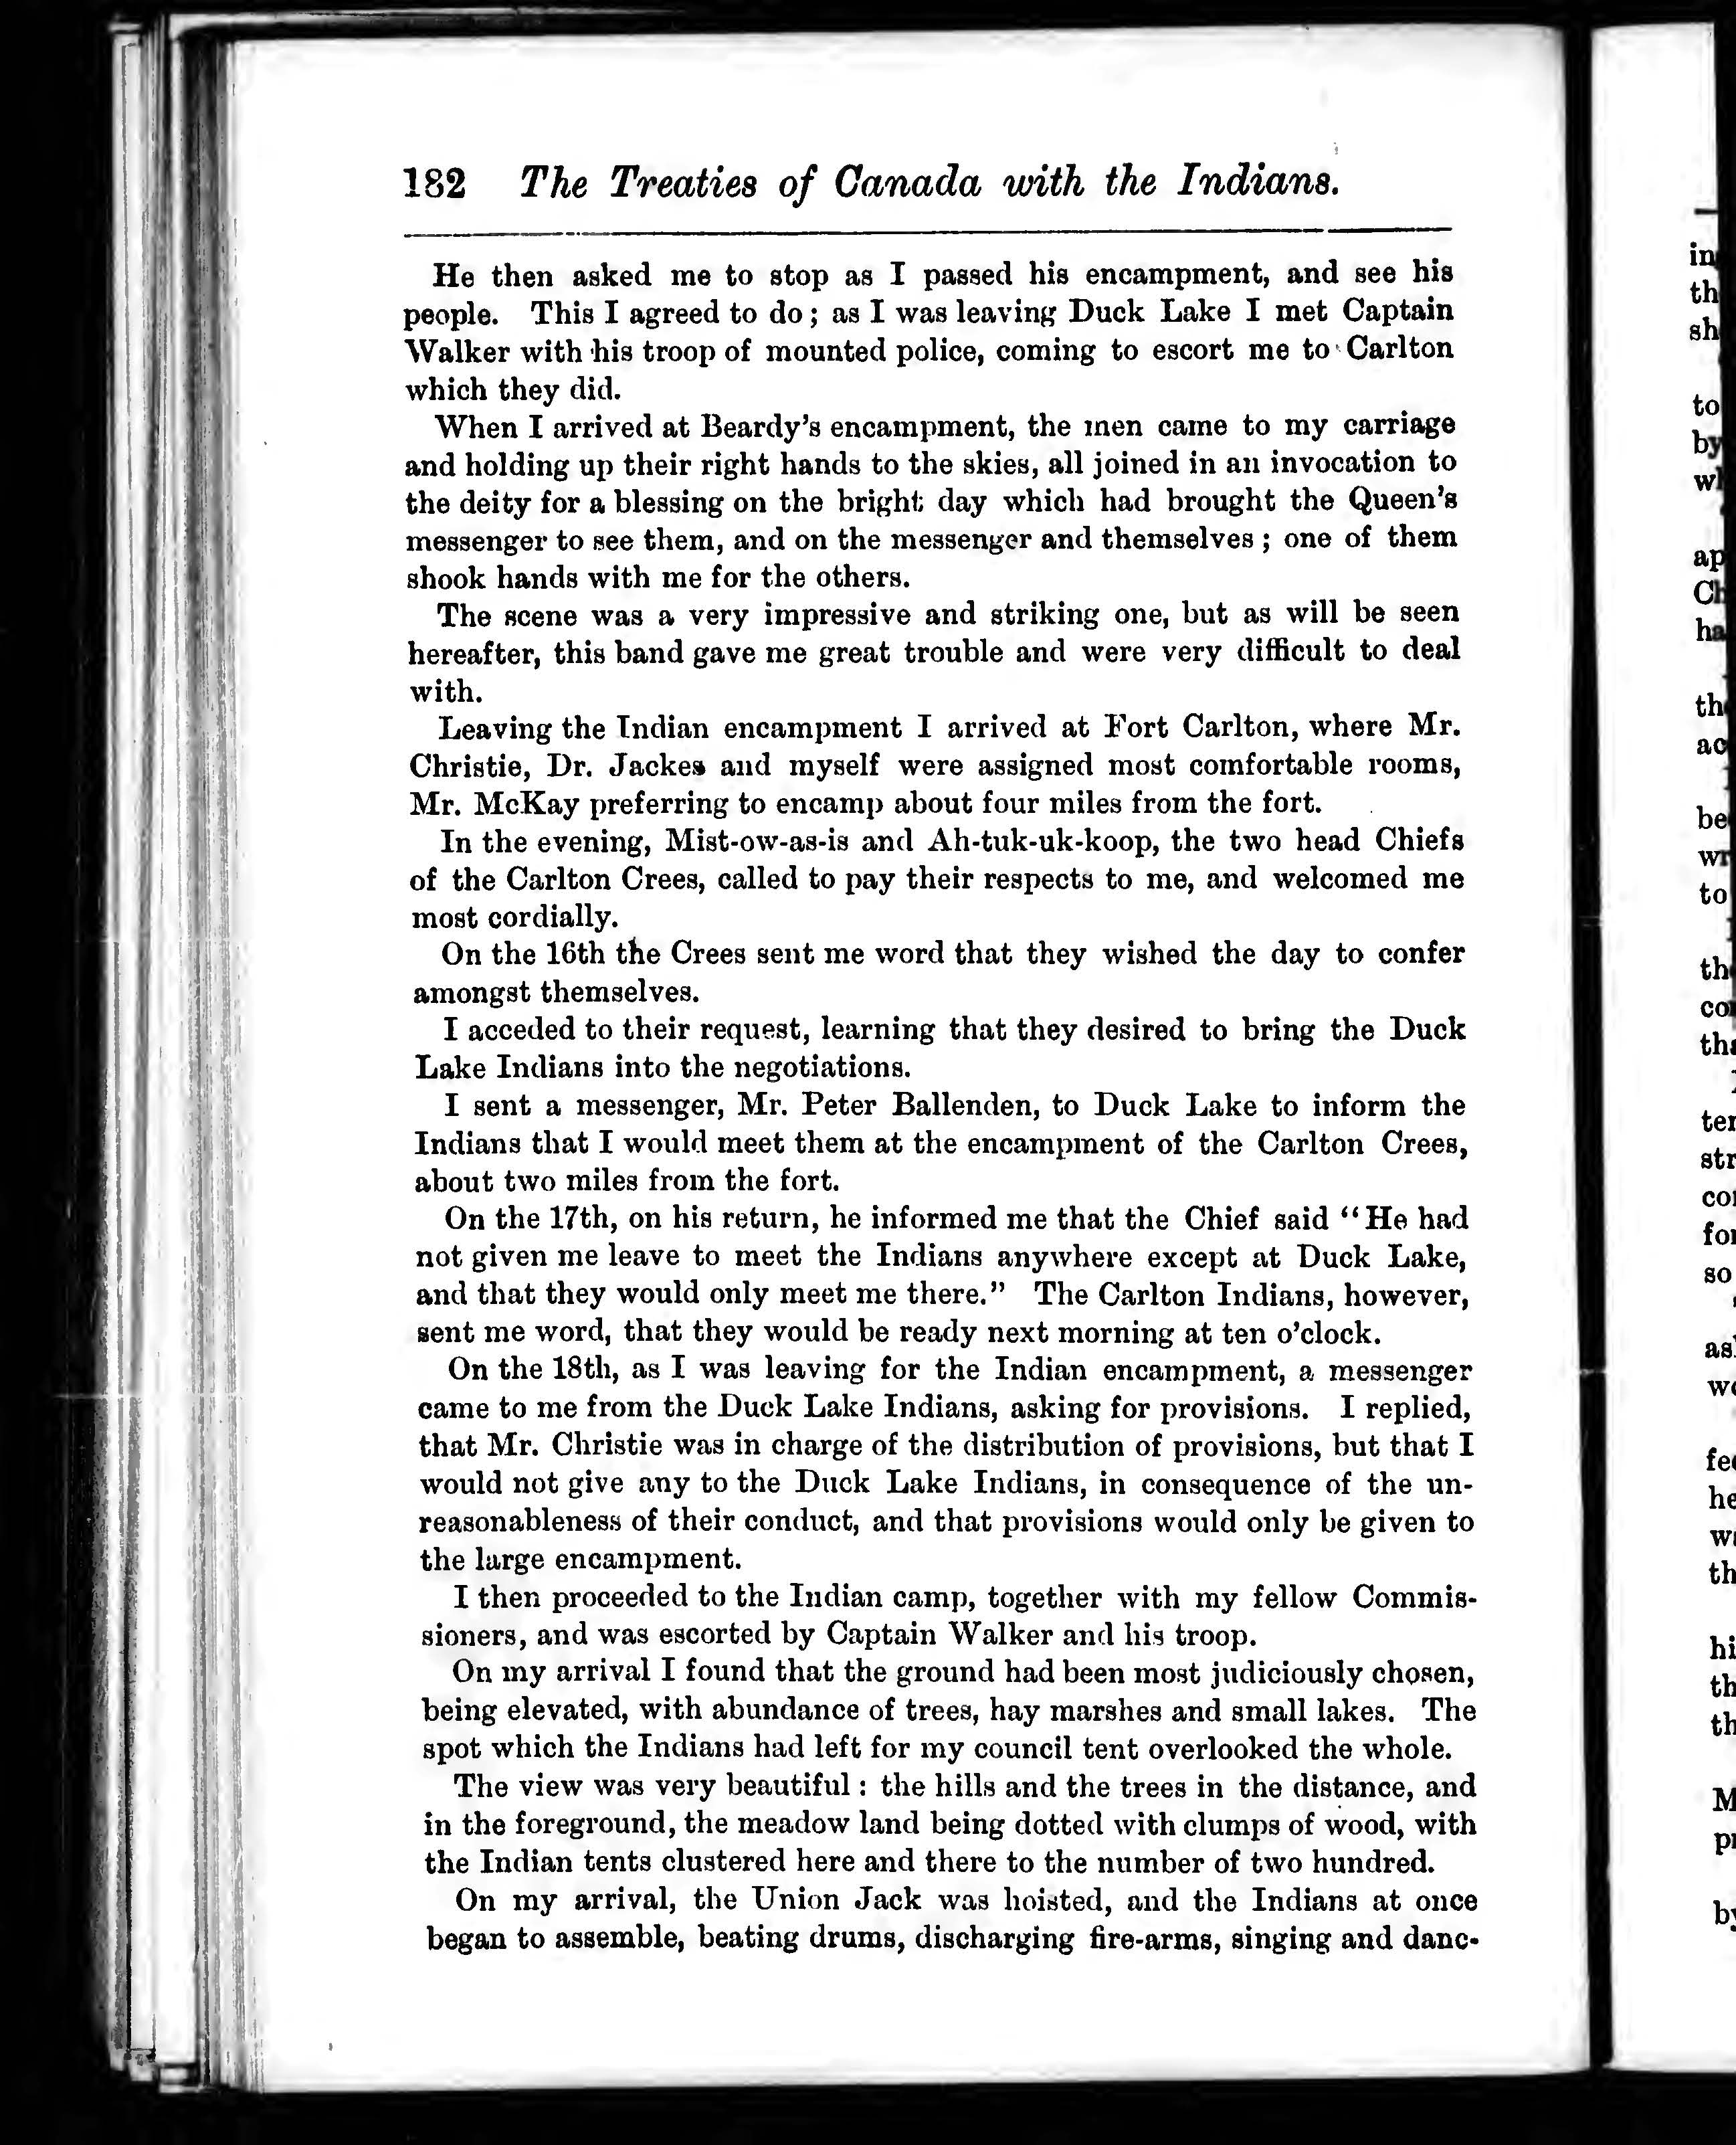 182 The Treaties of Canada with the Indians.
He then asked me to stop as I passed his encampment, and see his
people. This I agreed to do ; as I was leaving Duck Lake I met Captain
Walker with his troop of mounted police, coming to escort me to Carlton
which they did.
When I arrived at Beardy's encampment, the men came to my carriage
and holding up their right hands to the skies, all joined in an invocation to
the deity for a blessing on the bright day which had brought the Queen's
messenger to see them, and on the messenger and themselves ; one of them
shook hands with me for the others.
The scene was a very impressive and striking one, but as will be seen
hereafter, this band gave me great trouble and were very difficult to deal
with.
Leaving the Indian encampment I arrived at Fort Carlton, where Mr.
Christie, Dr. Jackes and myself were assigned most comfortable rooms,
Mr. McKay preferring to encamp about four miles from the fort.
In the evening, Mist-ow-as-is and Ah-tuk-uk-koop, the two head Chiefs
of the Carlton Crees, called to pay their respects to me, and welcomed me
most cordially.
On the 16th the Crees sent me word that they wished the day to confer
amongst themselves.
I acceded to their request, learning that they desired to bring the Duck
Lake Indians into the negotiations.
I sent a messenger, Mr. Peter Ballenden, to Duck Lake to inform the
Indians that I would meet them at the encampment of the Carlton Crees,
about two miles from the fort.
On the 17th, on his return, he informed me that the Chief said "He had
not given me leave to meet the Indians anywhere except at Duck Lake,
and that they would only meet me there." The Carlton Indians, however,
sent me word, that they would be ready next morning at ten o'clock.
On the 18th, as I was leaving for the Indian encampment, a messenger
came to me from the Duck Lake Indians, asking for provisions. I replied,
that Mr. Christie was in charge of the distribution of provisions, but that I
would not give any to the Duck Lake Indians, in consequence of the un-
reasonableness of their conduct, and that provisions would only be given to
the large encampment.
I then proceeded to the Indian camp, together with my fellow Commis-
sioners, and was escorted by Captain Walker and his troop.
On my arrival I found that the ground had been most judiciously chosen,
being elevated, with abundance of trees, hay marshes and small lakes. The
spot which the Indians had left for my council tent overlooked the whole.
The view was very beautiful : the hills and the trees in the distance, and
in the foreground, the meadow land being dotted with clumps of wood, with
the Indian tents clustered here and there to the number of two hundred.
On my arrival, the Union Jack was hoisted, and the Indians at once
began to assemble, beating drums, discharging fire-arms, singing and danc-